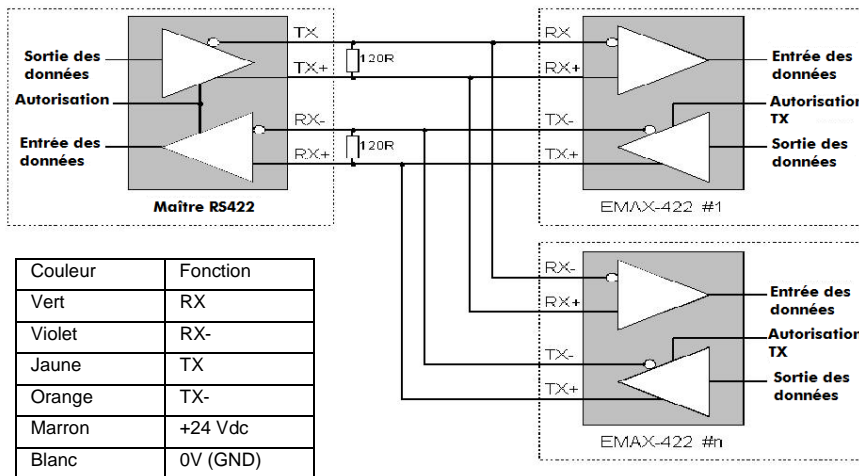 TX
TX+
RX-
RX+
120R
120R
Sortie des
données
Autorisation
Entrée des
données
Maître RS422
RX
RX+
TX-
TX+
Entrée des
données
Autorisation
TX
Sortie des
données
EMAX-422 #1
RX-
RX+
TX-
TX+
Entrée des
données
Autorisation
TX
Sortie des
données
EMAX-422 #n
Couleur Fonction
Vert RX
Violet RX-
Jaune TX
Orange TX-
Marron +24 Vdc
Blanc 0V (GND)